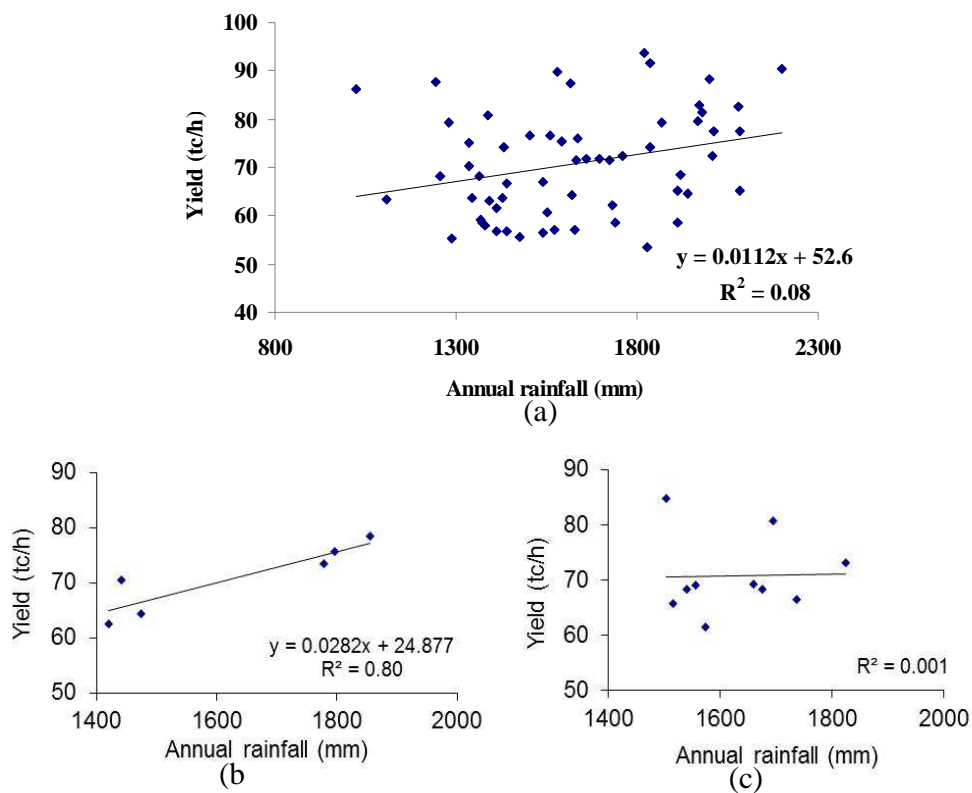 100
90
80
70
60
50
40
Yield (tc/h)
y = 0.0112x + 52.6
R² = 0.08
800 1300 1800 2300
Annual rainfall (mm)
(a)
90
80
70
60
50
Yield (tc/h)
y = 0.0282x + 24.877
R² = 0.80
1400 1600 1800 2000
Annual rainfall (mm)
(b)
90
80
70
60
50
Yield (tc/h)
R² = 0.001
1400 1600 1800 2000
Annual rainfall (mm)
(c)